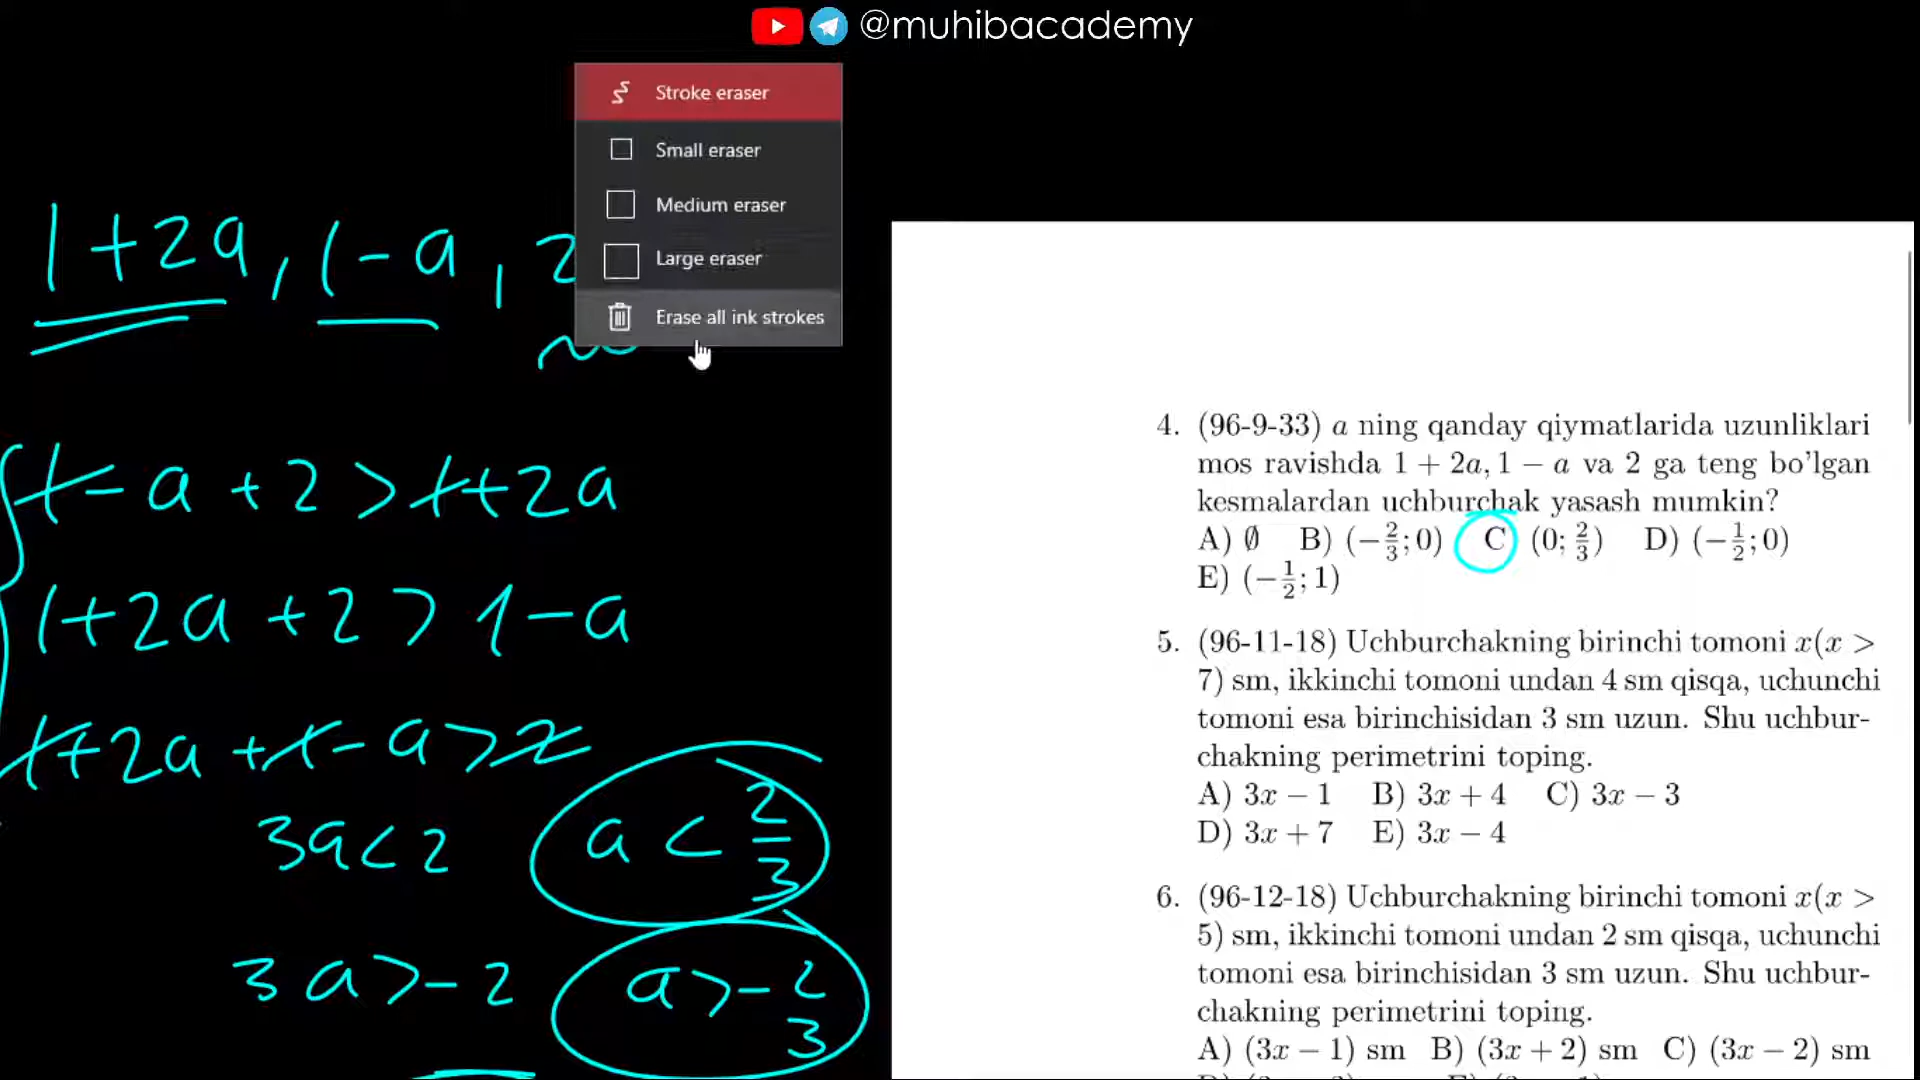 @muhibacademy
Stroke eraser
Small eraser
Medium eraser
Large eraser
Erase all ink strokes
1+2a, 1-a, 2
1-a+2>1+2a
1+2a+2>1-a
1+2a+1-a>2
3a<2 a<2/3
3a>-2 a>-2/3
4. (96-9-33) a ning qanday qiymatlarida uzunliklari
mos ravishda 1 + 2a, 1 − a va 2 ga teng bo'lgan
kesmalardan uchburchak yasash mumkin?
A) ∅ B) (−2/3; 0) C (0; 2/3) D) (−1/2; 0)
E) (−1/2; 1)
5. (96-11-18) Uchburchakning birinchi tomoni x(x >
7) sm, ikkinchi tomoni undan 4 sm qisqa, uchunchi
tomoni esa birinchisidan 3 sm uzun. Shu uchbur-
chakning perimetrini toping.
A) 3x − 1 B) 3x + 4 C) 3x − 3
D) 3x + 7 E) 3x − 4
6. (96-12-18) Uchburchakning birinchi tomoni x(x >
5) sm, ikkinchi tomoni undan 2 sm qisqa, uchunchi
tomoni esa birinchisidan 3 sm uzun. Shu uchbur-
chakning perimetrini toping.
A) (3x − 1) sm B) (3x + 2) sm C) (3x − 2) sm